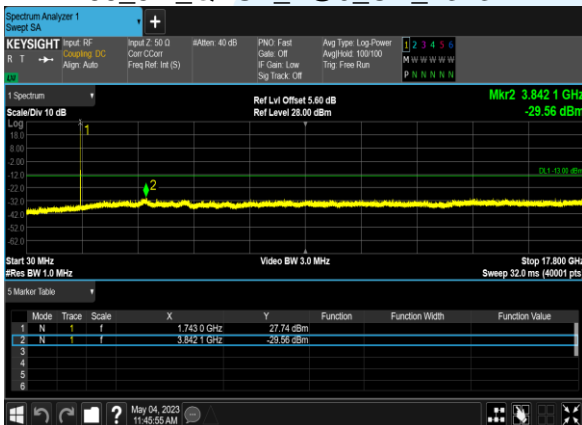 Spectrum Analyzer 1
Swept SA
+
KEYSIGHT Input: RF Input Z: 50 Ω #Atten: 40 dB PNO: Fast Avg Type: Log-Power 1 2 3 4 5 6
R T Coupling: DC Corr CCorr Gate: Off Avg|Hold: 100/100 M W W W W W
Align: Auto Freq Ref: Int (S) IF Gain: Low Trig: Free Run
Sig Track: Off P N N N N N
1 Spectrum Ref Lvl Offset 5.60 dB Mkr2 3.842 1 GHz
Scale/Div 10 dB Ref Level 28.00 dBm -29.56 dBm
Log
18.0
8.00
-2.00
-12.0
-22.0
-32.0
-42.0
-52.0
-62.0
1
2
DL1 -13.00 dBm
Start 30 MHz Video BW 3.0 MHz Stop 17.800 GHz
#Res BW 1.0 MHz Sweep 32.0 ms (40001 pts
5 Marker Table
Mode Trace Scale X Y Function Function Width Function Value
1 N 1 f 1.743 0 GHz 27.74 dBm
2 N 1 f 3.842 1 GHz -29.56 dBm
3
4
5
6
? May 04, 2023
11:45:55 AM